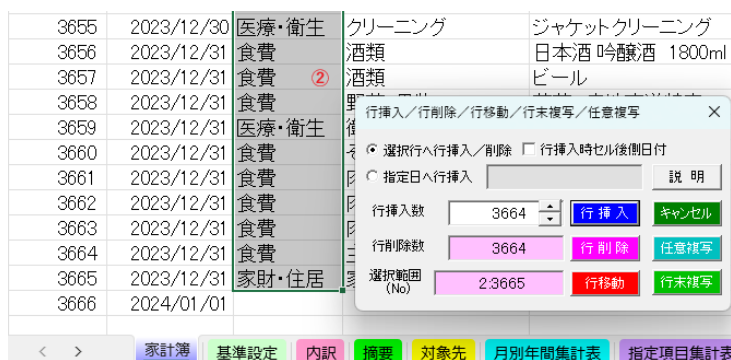 3655 2023/12/30 医療・衛生 クリーニング ジャケットクリーニング
3656 2023/12/31 食費 酒類 日本酒 吟醸酒 1800ml
3657 2023/12/31 食費 ② 酒類 ビール
3658 2023/12/31 食費
3659 2023/12/31 医療・衛生
3660 2023/12/31 食費
3661 2023/12/31 食費
3662 2023/12/31 食費
3663 2023/12/31 食費
3664 2023/12/31 食費
3665 2023/12/31 家財・住居
3666 2024/01/01
行挿入/行削除/行移動/行末複写/任意複写
選択行へ行挿入/削除 行挿入時セル後側日付
指定日へ行挿入 説 明
行挿入数 3664 行 挿 入 キャンセル
行削除数 3664 行 削 除 任意複写
選択範囲 (No) 2:3665 行移動 行末複写
家計簿 基準設定 内訳 摘要 対象先 月別年間集計表 指定項目集計表